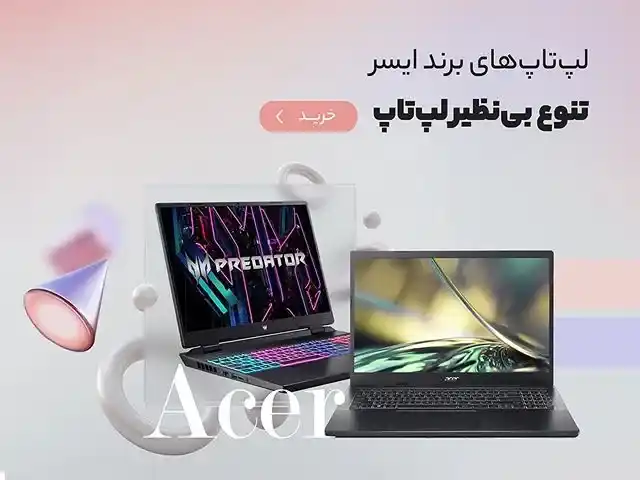 لپ‌تاپ‌های برند ایسر
تنوع بی‌نظیر لپ‌تاپ
خرید
PREDATOR
acer
Acer